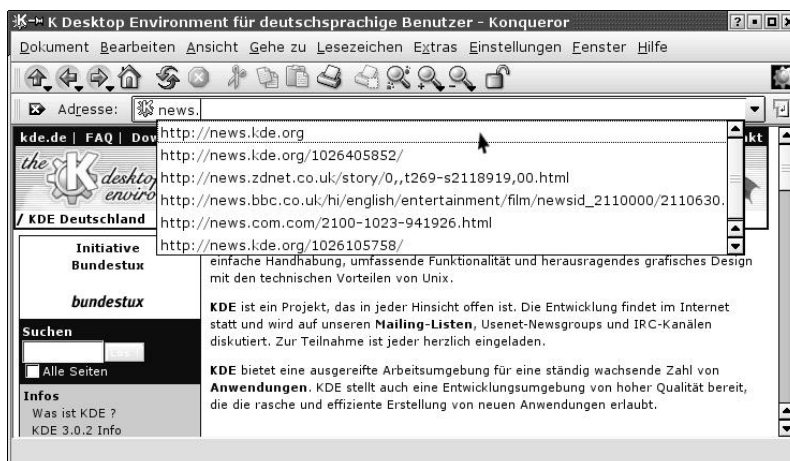 K Desktop Environment für deutschsprachige Benutzer - Konqueror
Dokument Bearbeiten Ansicht Gehe zu Lesezeichen Extras Einstellungen Fenster Hilfe
Adresse: news.
kde.de | FAQ |
http://news.kde.org
http://news.kde.org/1026405852/
http://news.zdnet.co.uk/story/0,,t269-s2118919,00.html
http://news.bbc.co.uk/hi/english/entertainment/film/newsid_2110000/2110630.
http://news.com.com/2100-1023-941926.html
http://news.kde.org/1026105758/
the
/ KDE Deutschland
Initiative
Bundestux
bundestux
Suchen
Alle Seiten
Infos
Was ist KDE ?
KDE 3.0.2 Info
einfache Handhabung, umfassende Funktionalität und herausragendes grafisches Design
mit den technischen Vorteilen von Unix.
KDE ist ein Projekt, das in jeder Hinsicht offen ist. Die Entwicklung findet im Internet
statt und wird auf unseren Mailing-Listen, Usenet-Newsgroups und IRC-Kanälen
diskutiert. Zur Teilnahme ist jeder herzlich eingeladen.
KDE bietet eine ausgereifte Arbeitsumgebung für eine ständig wachsende Zahl von
Anwendungen. KDE stellt auch eine Entwicklungsumgebung von hoher Qualität bereit,
die die rasche und effiziente Erstellung von neuen Anwendungen erlaubt.